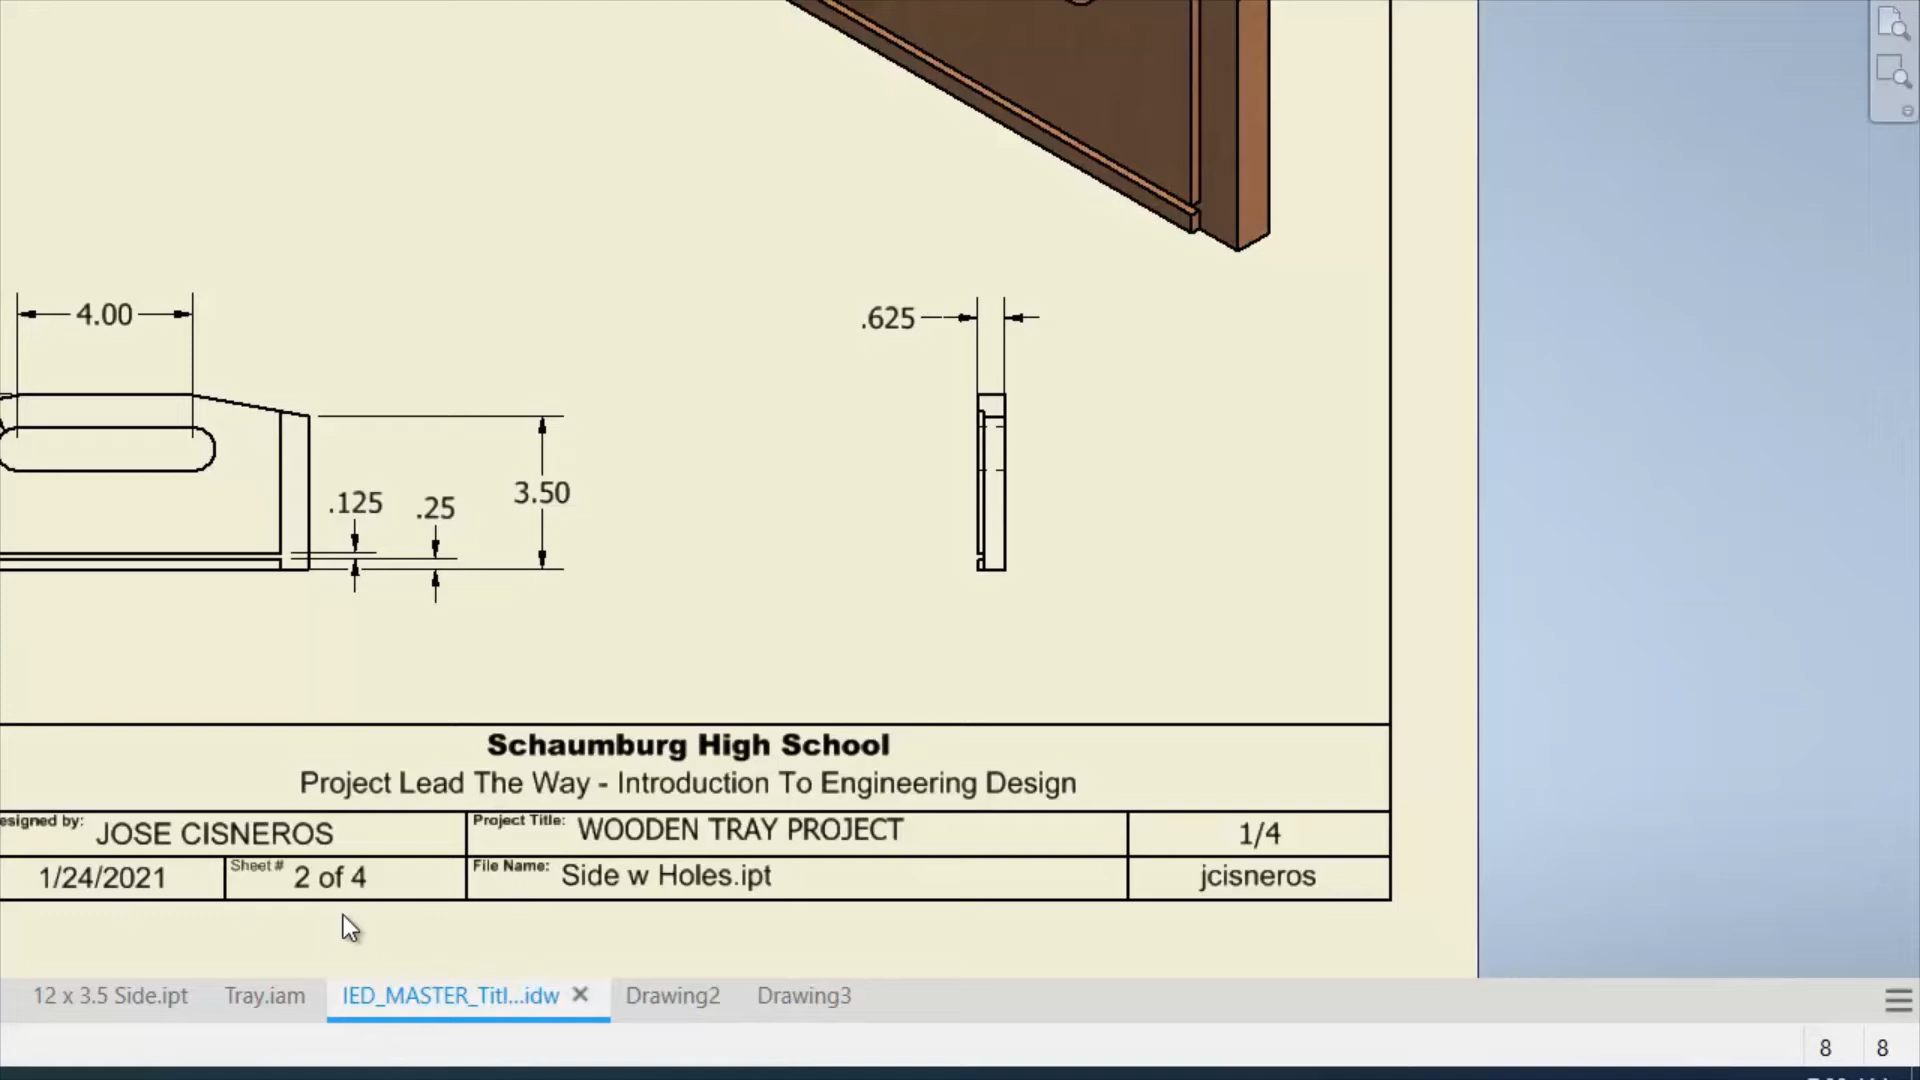 4.00
.625
.125
.25
3.50
Schaumburg High School
Project Lead The Way - Introduction To Engineering Design
esigned by: JOSE CISNEROS
Project Title: WOODEN TRAY PROJECT
1/4
1/24/2021
Sheet # 2 of 4
File Name: Side w Holes.ipt
jcisneros
12 x 3.5 Side.ipt
Tray.iam
IED_MASTER_Titl...idw
Drawing2
Drawing3
8 8